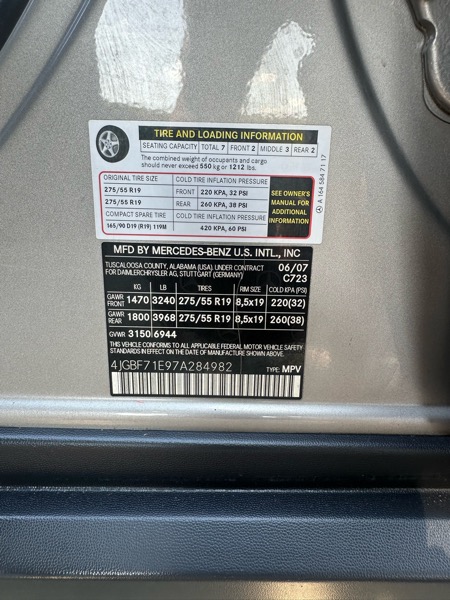 TIRE AND LOADING INFORMATION
SEATING CAPACITY TOTAL 7 FRONT 2 MIDDLE 3 REAR 2
The combined weight of occupants and cargo
should never exceed 550 kg or 1212 lbs.
ORIGINAL TIRE SIZE COLD TIRE INFLATION PRESSURE
275/55 R19 FRONT 220 KPA, 32 PSI
275/55 R19 REAR 260 KPA, 38 PSI
COMPACT SPARE TIRE COLD TIRE INFLATION PRESSURE
165/90 D19 (R19) 119M 420 KPA, 60 PSI
SEE OWNER'S
MANUAL FOR
ADDITIONAL
INFORMATION
A 164 584 71 17
MFD BY MERCEDES-BENZ U.S. INTL., INC
TUSCALOOSA COUNTY, ALABAMA (USA), UNDER CONTRACT 06/07
FOR DAIMLERCHRYSLER AG, STUTTGART (GERMANY) C723
KG LB TIRES RIM SIZE COLD KPA (PSI)
GAWR FRONT 1470 3240 275/55 R19 8,5x19 220(32)
GAWR REAR 1800 3968 275/55 R19 8,5x19 260(38)
GVWR 3150 6944
THIS VEHICLE CONFORMS TO ALL APPLICABLE FEDERAL MOTOR VEHICLE
SAFETY STANDARDS IN EFFECT ON THE DATE OF MANUFACTURE SHOWN ABOVE.
4JGBF71E97A284982 TYPE: MPV